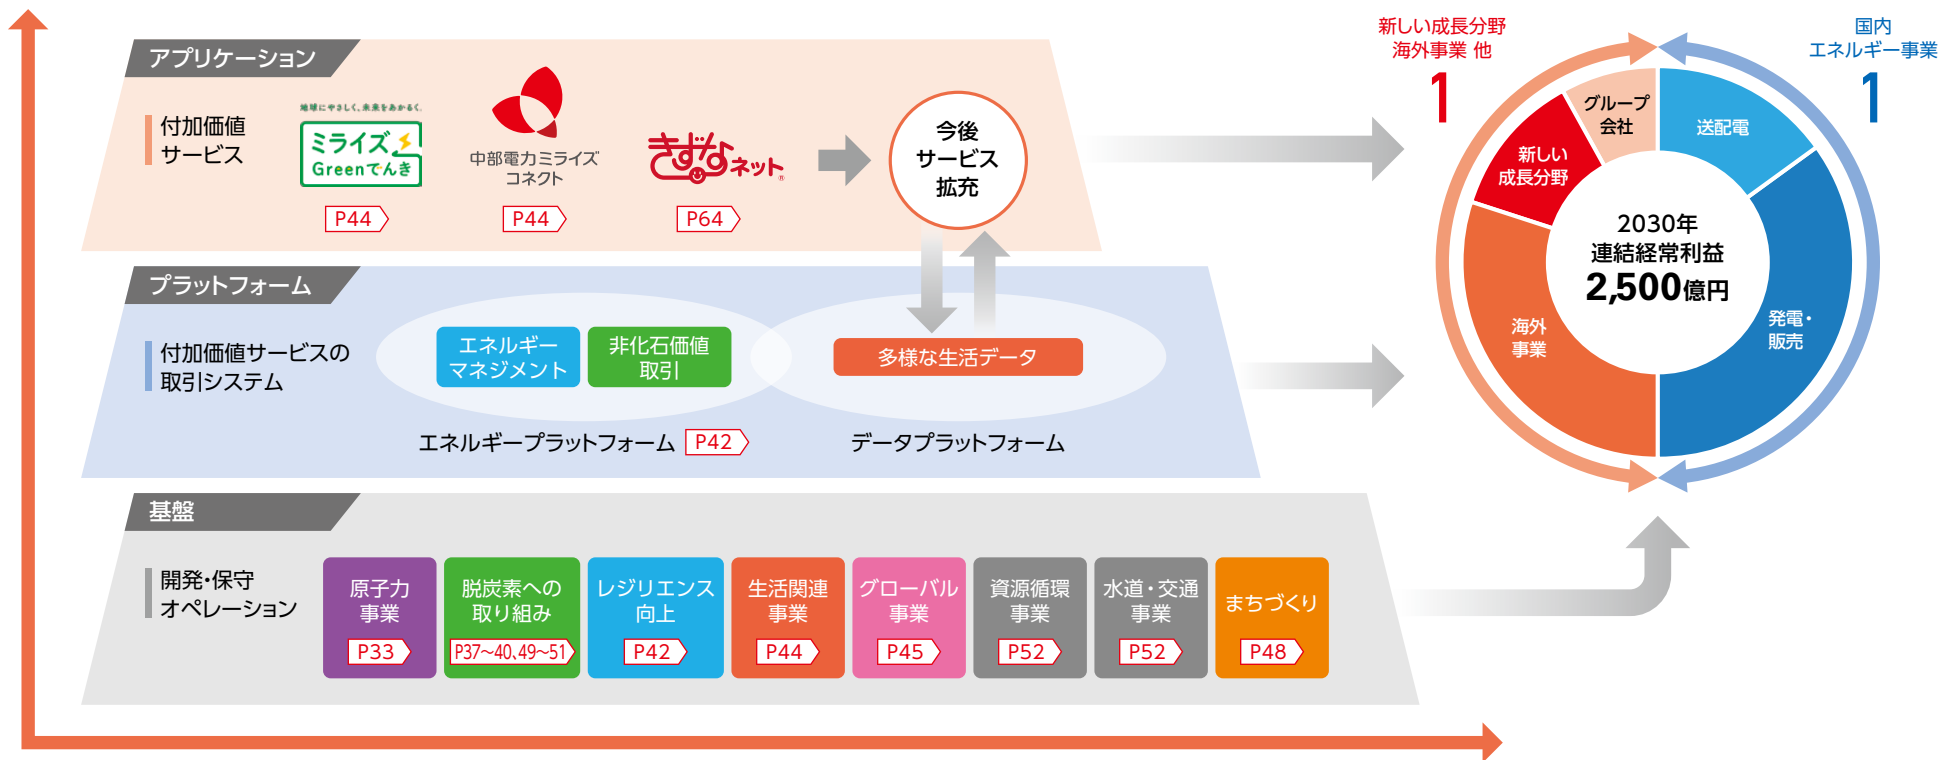 アプリケーション
付加価値
サービス
地球にやさしく、未来をあかるく。
ミライズ
Greenでんき
P44
中部電力ミライズ
コネクト
P44
きずなネット®
P64
今後
サービス
拡充
プラットフォーム
付加価値サービスの
取引システム
エネルギー
マネジメント
非化石価値
取引
多様な生活データ
エネルギープラットフォーム P42
データプラットフォーム
基盤
開発・保守
オペレーション
原子力
事業
P33
脱炭素への
取り組み
P37～40、49～51
レジリエンス
向上
P42
生活関連
事業
P44
グローバル
事業
P45
資源循環
事業
P52
水道・交通
事業
P52
まちづくり
P48
新しい成長分野
海外事業 他
1
国内
エネルギー事業
1
グループ
会社
送配電
新しい
成長分野
海外
事業
発電・
販売
2030年
連結経常利益
2,500億円